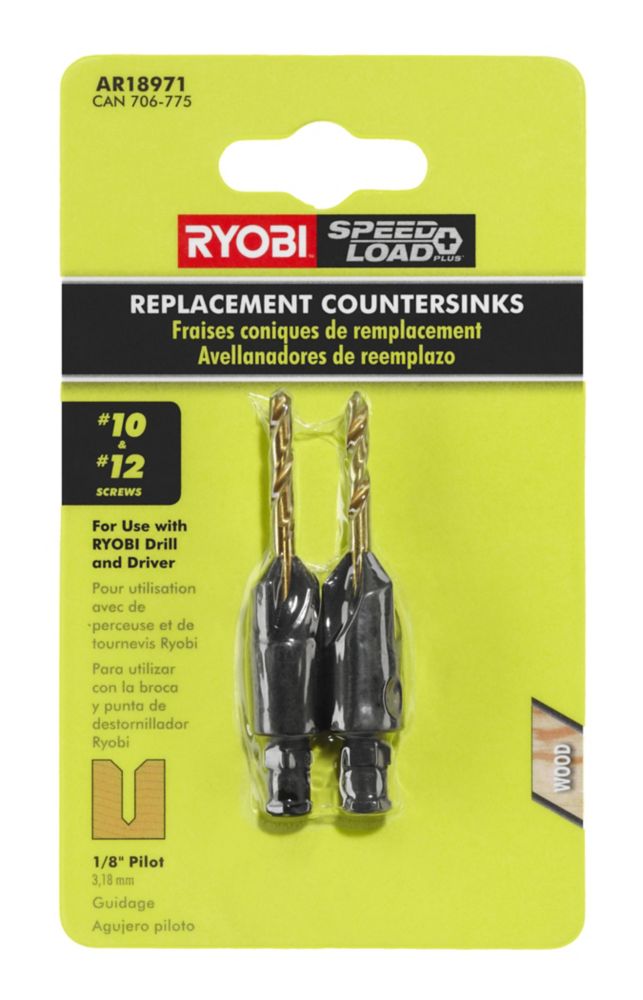 AR18971
CAN 706-775
RYOBI
SPEED
LOAD
PLUS
REPLACEMENT COUNTERSINKS
Fraises coniques de remplacement
Avellanadores de reemplazo
#10
&
#12
SCREWS
For Use with
RYOBI Drill
and Driver
Pour utilisation
avec de
perceuse et de
tournevis Ryobi
Para utilizar
con la broca
y punta de
destornillador
Ryobi
WOOD
1/8" Pilot
3,18 mm
Guidage
Agujero piloto